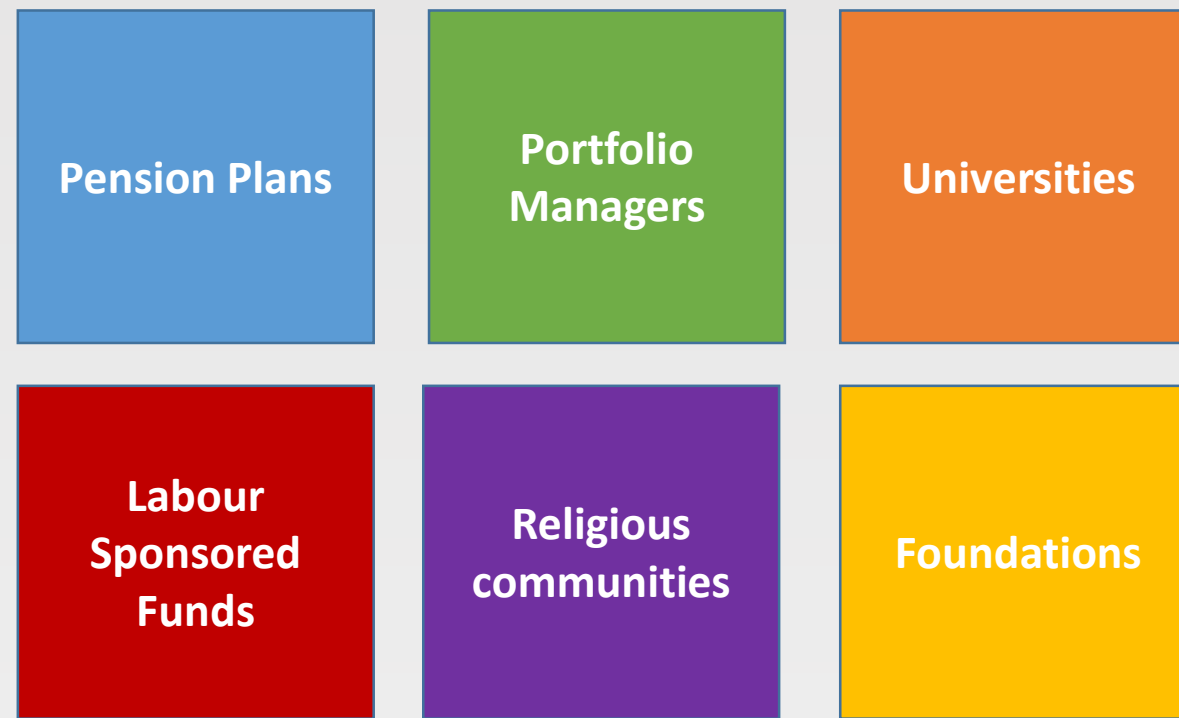 Pension Plans
Portfolio
Managers
Universities
Labour
Sponsored
Funds
Religious
communities
Foundations